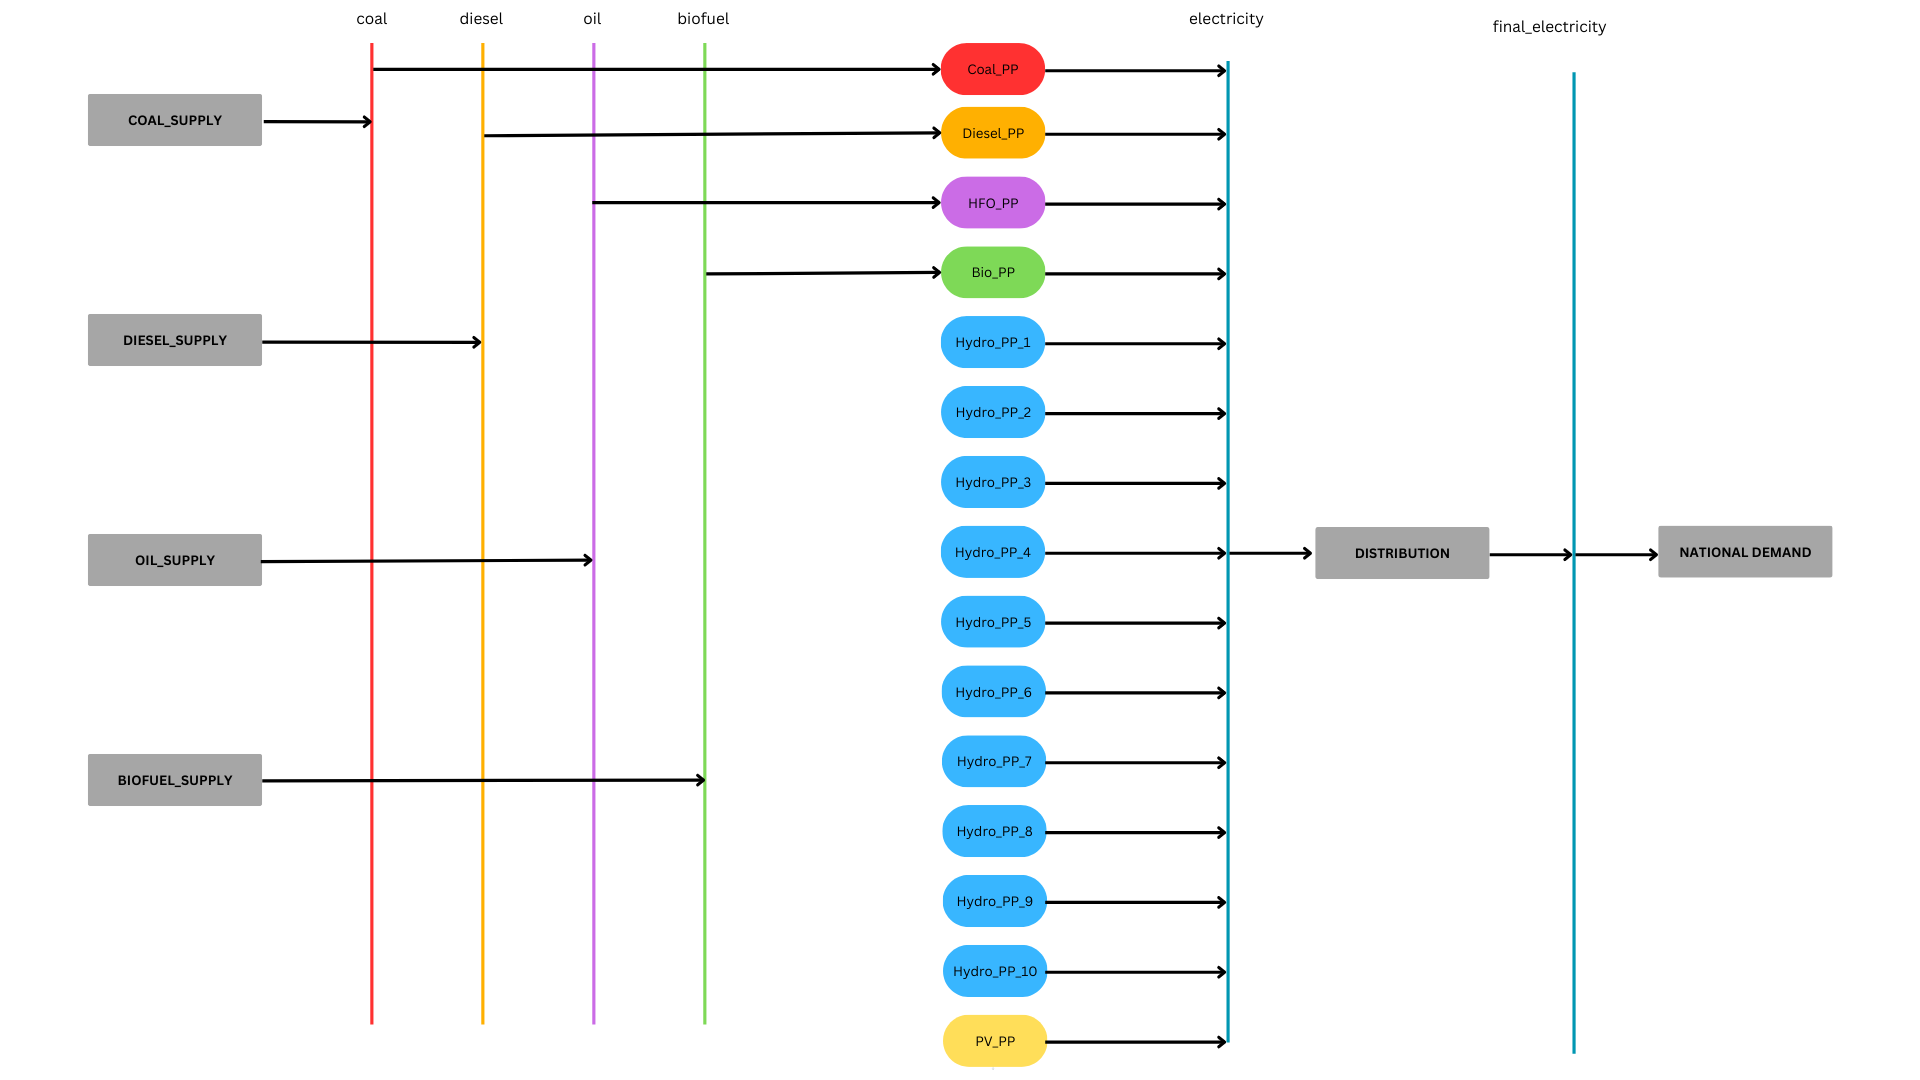 coal
diesel
oil
biofuel
electricity
final_electricity
Coal_PP
COAL_SUPPLY
Diesel_PP
HFO_PP
Bio_PP
DIESEL_SUPPLY
Hydro_PP_1
Hydro_PP_2
Hydro_PP_3
OIL_SUPPLY
Hydro_PP_4
DISTRIBUTION
NATIONAL DEMAND
Hydro_PP_5
Hydro_PP_6
BIOFUEL_SUPPLY
Hydro_PP_7
Hydro_PP_8
Hydro_PP_9
Hydro_PP_10
PV_PP